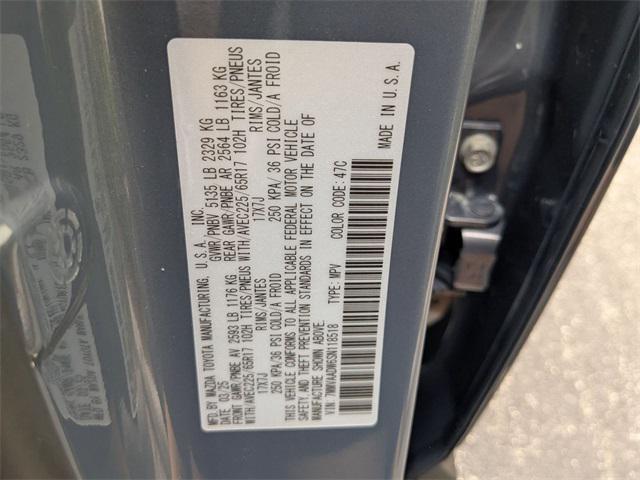 MFD. BY MAZDA TOYOTA MANUFACTURING, U.S.A., INC.
DATE 03/25 GVWR/PNBV 5135 LB 2329 KG
FRONT GAWR/PNBE AV 2593 LB 1176 KG REAR GAWR/PNBE AR 2564 LB 1163 KG
WITH/AVEC225/65R17 102H TIRES/PNEUS WITH/AVEC225/65R17 102H TIRES/PNEUS
17X7J RIMS/JANTES 17X7J RIMS/JANTES
250 KPA/36 PSI COLD/A FROID 250 KPA/36 PSI COLD/A FROID
THIS VEHICLE CONFORMS TO ALL APPLICABLE FEDERAL MOTOR VEHICLE
SAFETY, AND THEFT PREVENTION STANDARDS IN EFFECT ON THE DATE OF
MANUFACTURE SHOWN ABOVE.
VIN: 7MMVAADW6SN118518 TYPE: MPV COLOR CODE: 47C
MADE IN U.S.A.